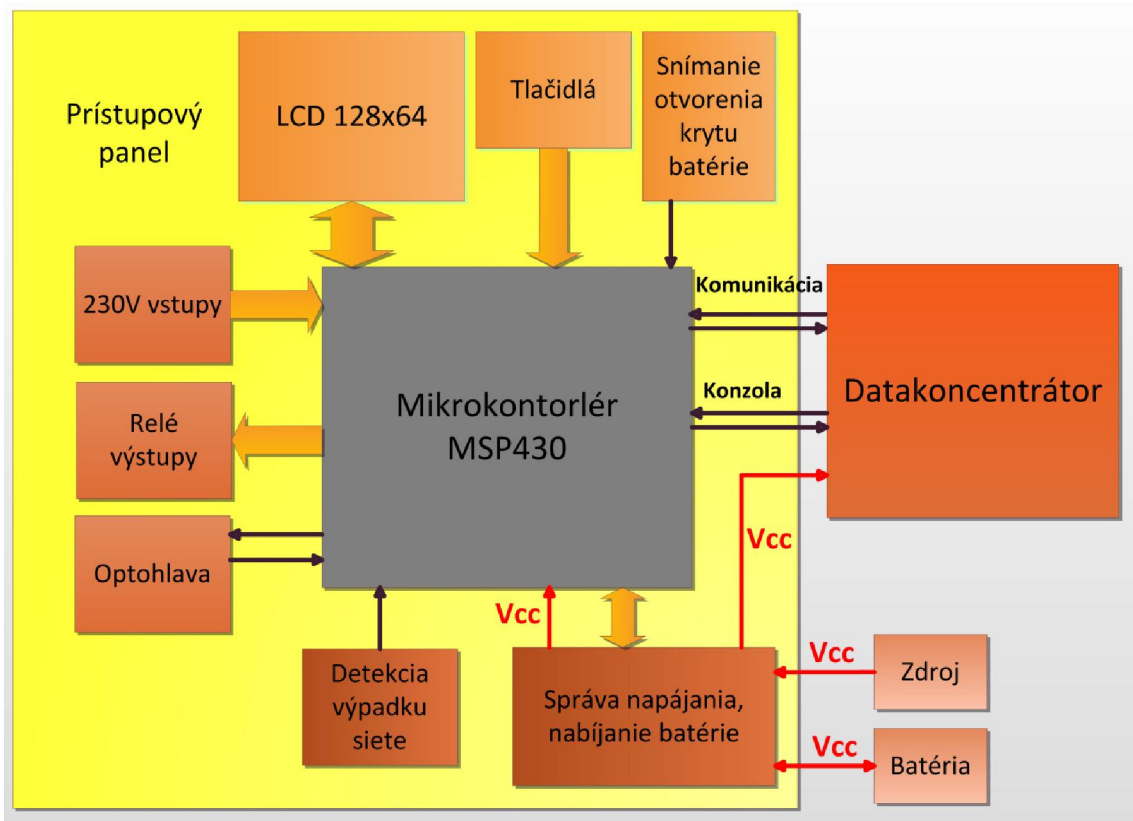 Prístupový
panel
LCD 128x64
Tlačidlá
Snímanie
otvorenia
krytu
batérie
230V vstupy
Relé
výstupy
Optohlava
Mikrokontorlér
MSP430
Komunikácia
Konzola
Datakoncentrátor
Vcc
Vcc
Detekcia
výpadku
siete
Správa napájania,
nabíjanie batérie
Vcc
Zdroj
Vcc
Batéria